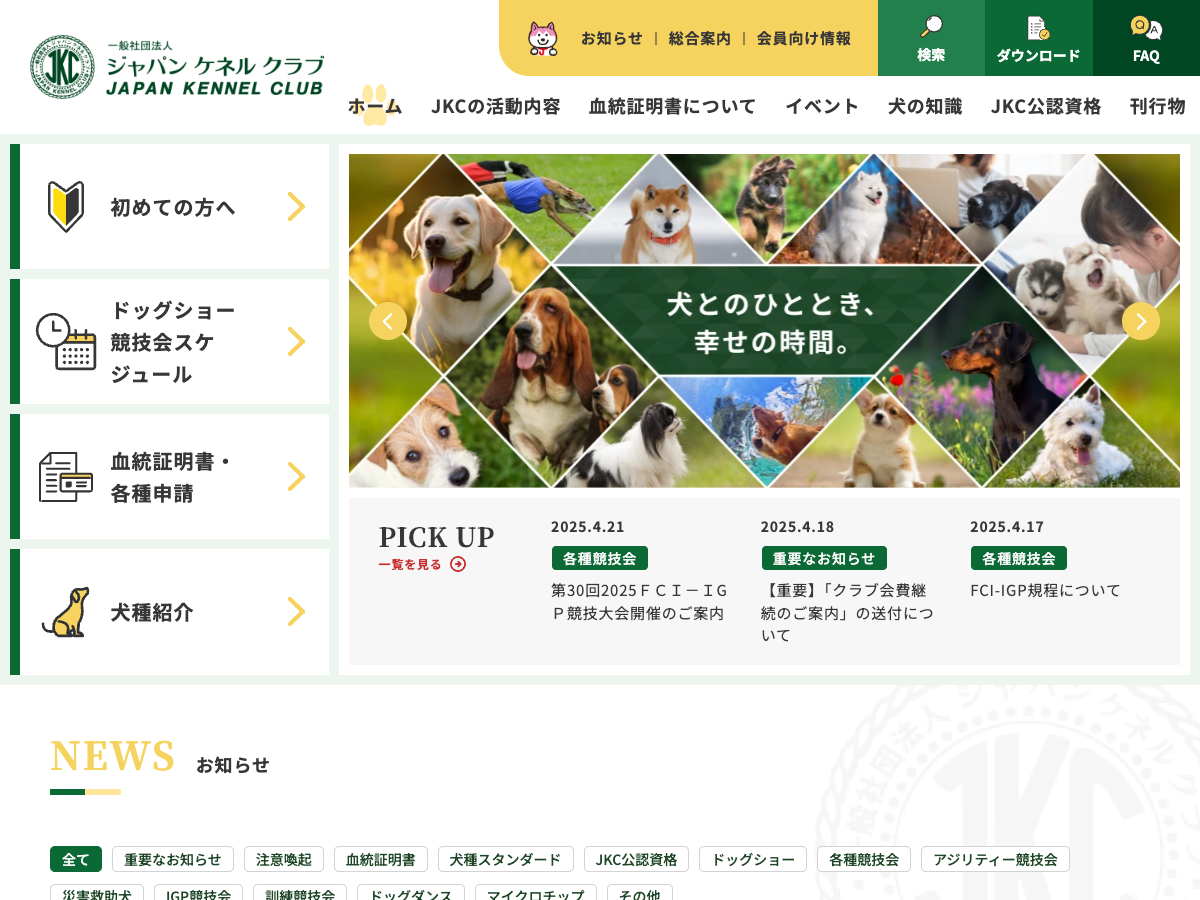 一般社団法人
ジャパン ケネル クラブ
JAPAN KENNEL CLUB
JKC
お知らせ | 総合案内 | 会員向け情報
検索
ダウンロード
FAQ
ホーム
JKCの活動内容
血統証明書について
イベント
犬の知識
JKC公認資格
刊行物
初めての方へ
ドッグショー
競技会スケ
ジュール
血統証明書・
各種申請
犬種紹介
犬とのひととき、
幸せの時間。
PICK UP
一覧を見る
2025.4.21
各種競技会
第30回2025ＦＣＩ－ＩＧ
Ｐ競技大会開催のご案内
2025.4.18
重要なお知らせ
【重要】「クラブ会費継
続のご案内」の送付につ
いて
2025.4.17
各種競技会
FCI-IGP規程について
NEWS
お知らせ
全て
重要なお知らせ
注意喚起
血統証明書
犬種スタンダード
JKC公認資格
ドッグショー
各種競技会
アジリティー競技会
災害救助犬
IGP競技会
訓練競技会
ドッグダンス
マイクロチップ
その他